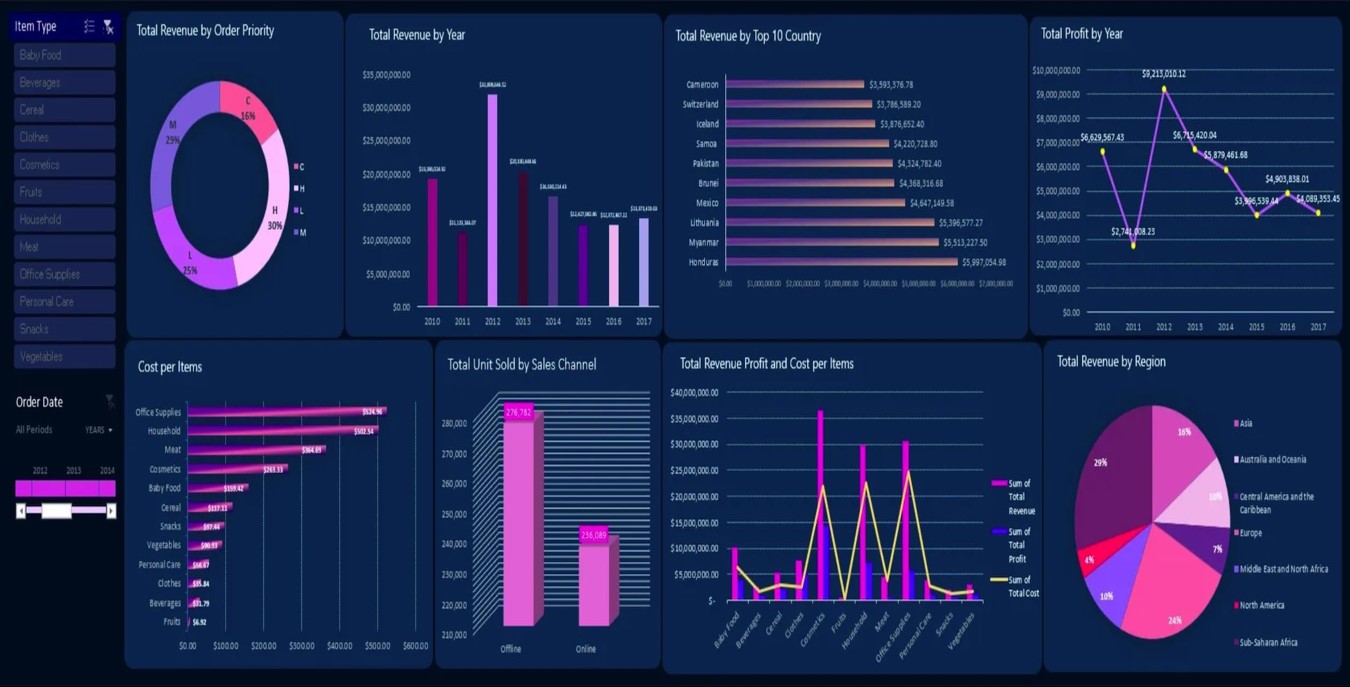 Item Type
Baby Food
Beverages
Cereal
Clothes
Cosmetics
Fruits
Household
Meat
Office Supplies
Personal Care
Snacks
Vegetables
Order Date
All Periods
YEARS
2012 2013 2014
Total Revenue by Order Priority
C
16%
H
30%
L
25%
M
29%
C
H
L
M
Total Revenue by Year
$35,000,000.00
$30,000,000.00
$25,000,000.00
$20,000,000.00
$15,000,000.00
$10,000,000.00
$5,000,000.00
$0.00
2010 2011 2012 2013 2014 2015 2016 2017
Total Revenue by Top 10 Country
Cameroon $3,593,376.78
Switzerland $3,786,589.20
Iceland $3,876,652.40
Samoa $4,220,728.80
Pakistan $4,324,782.40
Brunei $4,368,316.68
Mexico $4,647,149.58
Lithuania $5,396,577.27
Myanmar $5,513,227.50
Honduras $5,997,054.98
$0.00 $1,000,000.00 $2,000,000.00 $3,000,000.00 $4,000,000.00 $5,000,000.00 $6,000,000.00 $7,000,000.00
Total Profit by Year
$10,000,000.00
$9,000,000.00
$8,000,000.00
$7,000,000.00
$6,000,000.00
$5,000,000.00
$4,000,000.00
$3,000,000.00
$2,000,000.00
$1,000,000.00
$0.00
$6,629,567.43
$9,213,010.12
$6,715,420.04
$5,879,461.68
$3,996,539.44
$4,903,838.01
$4,089,353.45
2010 2011 2012 2013 2014 2015 2016 2017
Cost per Items
Office Supplies $524.96
Household $502.54
Meat $364.69
Cosmetics $263.33
Baby Food $159.42
Cereal $117.11
Snacks $97.44
Vegetables $90.93
Personal Care $56.67
Clothes $35.84
Beverages $31.79
Fruits $6.92
$0.00 $100.00 $200.00 $300.00 $400.00 $500.00 $600.00
Total Unit Sold by Sales Channel
280,000
270,000
260,000
250,000
240,000
230,000
220,000
210,000
276,782
236,089
Offline Online
Total Revenue Profit and Cost per Items
$40,000,000.00
$35,000,000.00
$30,000,000.00
$25,000,000.00
$20,000,000.00
$15,000,000.00
$10,000,000.00
$5,000,000.00
$-
Baby Food
Beverages
Cereal
Clothes
Cosmetics
Fruits
Household
Meat
Office Supplies
Personal Care
Snacks
Vegetables
Sum of
Total
Revenue
Sum of
Total
Profit
Sum of
Total Cost
Total Revenue by Region
16%
10%
7%
24%
10%
4%
29%
Asia
Australia and Oceania
Central America and the
Caribbean
Europe
Middle East and North Africa
North America
Sub-Saharan Africa